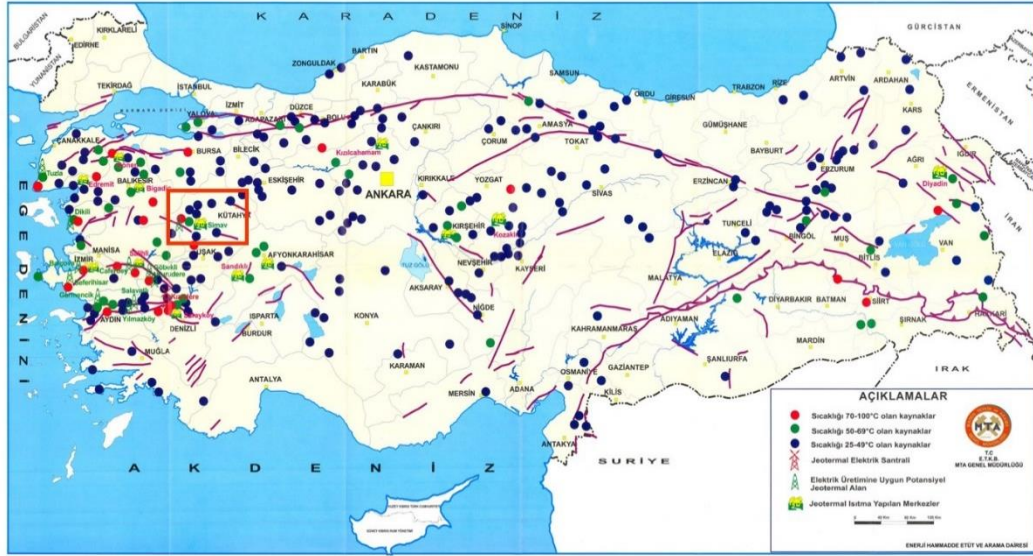 KARADENİZ
BULGARİSTAN
YUNANİSTAN
GÜRCİSTAN
ERMENİSTAN
İRAN
IRAK
SURİYE
EGE DENİZİ
AKDENİZ
KIRKLARELİ
EDİRNE
TEKİRDAĞ
İSTANBUL
İZMİT
ADAPAZARI
DÜZCE
BOLU
ZONGULDAK
BARTIN
KARABÜK
KASTAMONU
SİNOP
SAMSUN
ORDU
GİRESUN
TRABZON
RİZE
ARTVİN
ARDAHAN
KARS
ÇANAKKALE
YALOVA
BURSA
BİLECİK
ESKİŞEHİR
Kızılcahamam
ÇANKIRI
ÇORUM
AMASYA
TOKAT
GÜMÜŞHANE
BAYBURT
ERZURUM
AĞRI
IĞDIR
Diyadin
Tuzla
Edremit
BALIKESİR
Bigadiç
ANKARA
KIRIKKALE
YOZGAT
SİVAS
ERZİNCAN
TUNCELİ
BİNGÖL
MUŞ
BİTLİS
VAN
Dikili
KÜTAHYA
Simav
KIRŞEHİR
Kozaklı
MANİSA
İZMİR
UŞAK
AFYONKARAHİSAR
Sandıklı
TUZ GÖLÜ
NEVŞEHİR
KAYSERİ
AKSARAY
NİĞDE
MALATYA
ELAZIĞ
Seferihisar
Germencik
Salavatlı
Yılmazköy
AYDIN
DENİZLİ
ISPARTA
BURDUR
KONYA
MUĞLA
ANTALYA
KARAMAN
MERSİN
ADANA
OSMANİYE
KAHRAMANMARAŞ
GAZİANTEP
KİLİS
ANTAKYA
ADIYAMAN
ŞANLIURFA
DİYARBAKIR
BATMAN
MARDİN
SİİRT
ŞIRNAK
HAKKARİ
AÇIKLAMALAR
Sıcaklığı 70-100°C olan kaynaklar
Sıcaklığı 50-69°C olan kaynaklar
Sıcaklığı 25-49°C olan kaynaklar
Jeotermal Elektrik Santrali
Elektrik Üretimine Uygun Potansiyel
Jeotermal Alan
Jeotermal Isıtma Yapılan Merkezler
MTA
T.C
E.T.K.B.
MTA GENEL MÜDÜRLÜĞÜ
ENERJİ HAMMADDE ETÜT VE ARAMA DAİRESİ